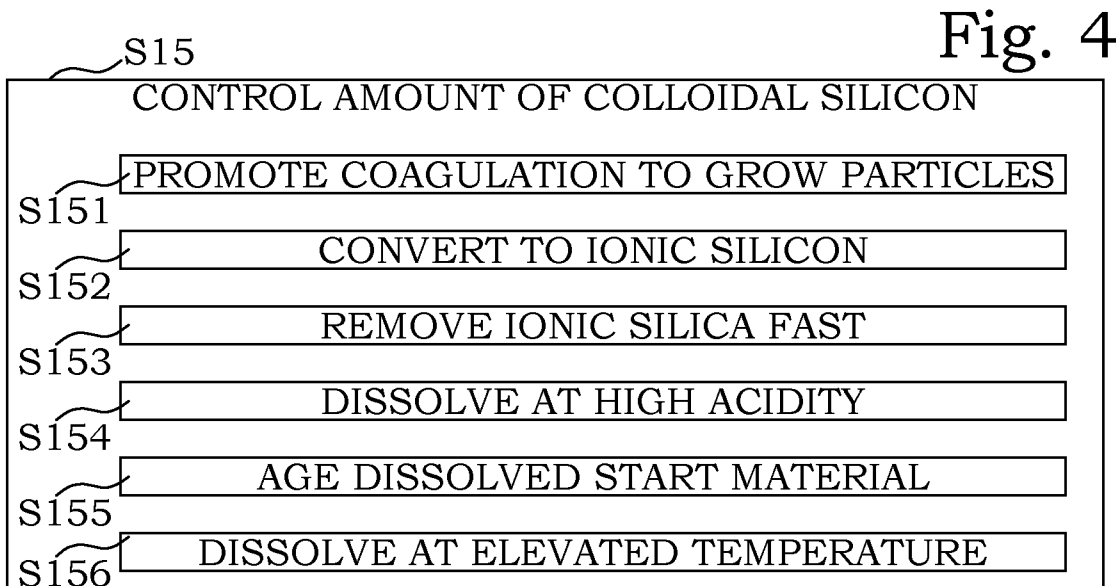 Fig. 4
S15
CONTROL AMOUNT OF COLLOIDAL SILICON
PROMOTE COAGULATION TO GROW PARTICLES
S151
CONVERT TO IONIC SILICON
S152
REMOVE IONIC SILICA FAST
S153
DISSOLVE AT HIGH ACIDITY
S154
AGE DISSOLVED START MATERIAL
S155
DISSOLVE AT ELEVATED TEMPERATURE
S156